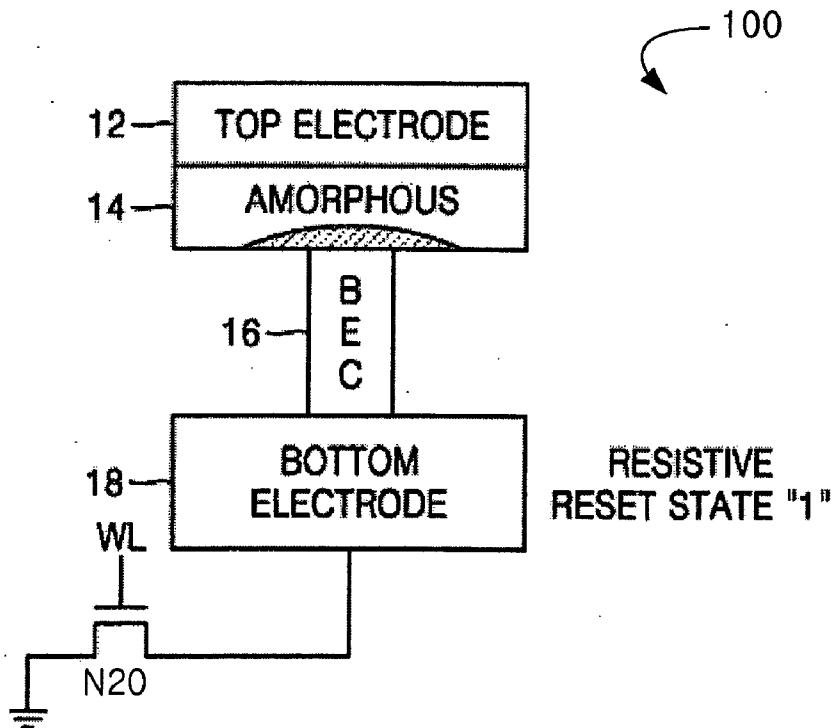 100
12
TOP ELECTRODE
14
AMORPHOUS
16
B
E
C
18
BOTTOM
ELECTRODE
RESISTIVE
RESET STATE "1"
WL
N20